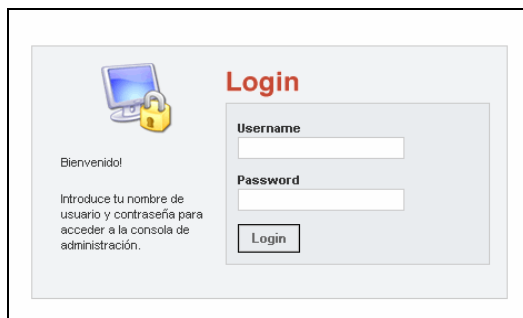 Login
Username
Password
Login
Bienvenido!
Introduce tu nombre de
usuario y contraseña para
acceder a la consola de
administración.